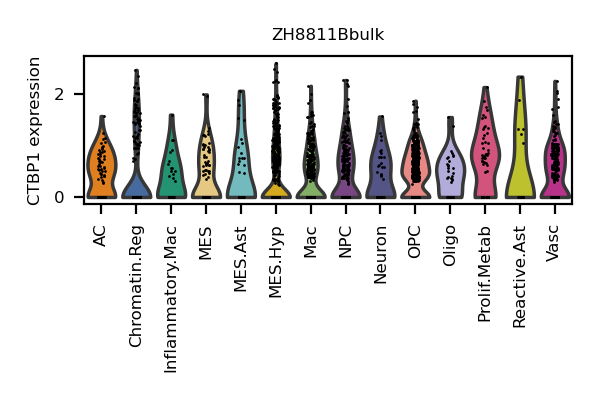 ZH8811Bbulk
CTBP1 expression
2
0
AC
Chromatin.Reg
Inflammatory.Mac
MES
MES.Ast
MES.Hyp
Mac
NPC
Neuron
OPC
Oligo
Prolif.Metab
Reactive.Ast
Vasc